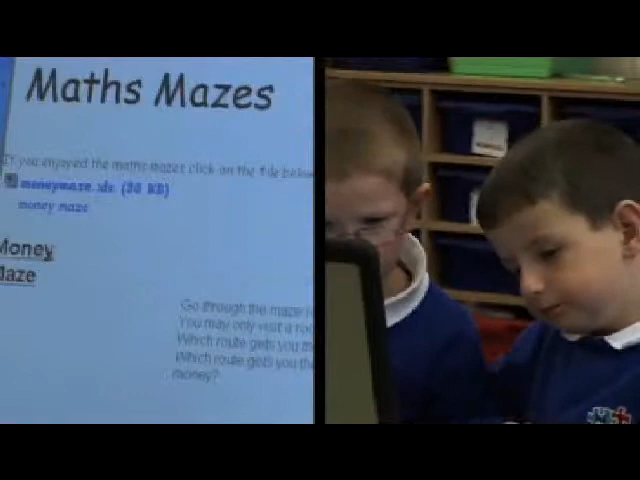 Maths Mazes
If you enjoyed the maths mazes click on the file below
moneymaze.xls (30 KB)
money maze
Money
Maze
Go through the maze
You may only visit a
Which route gets you
Which route gets you
money?